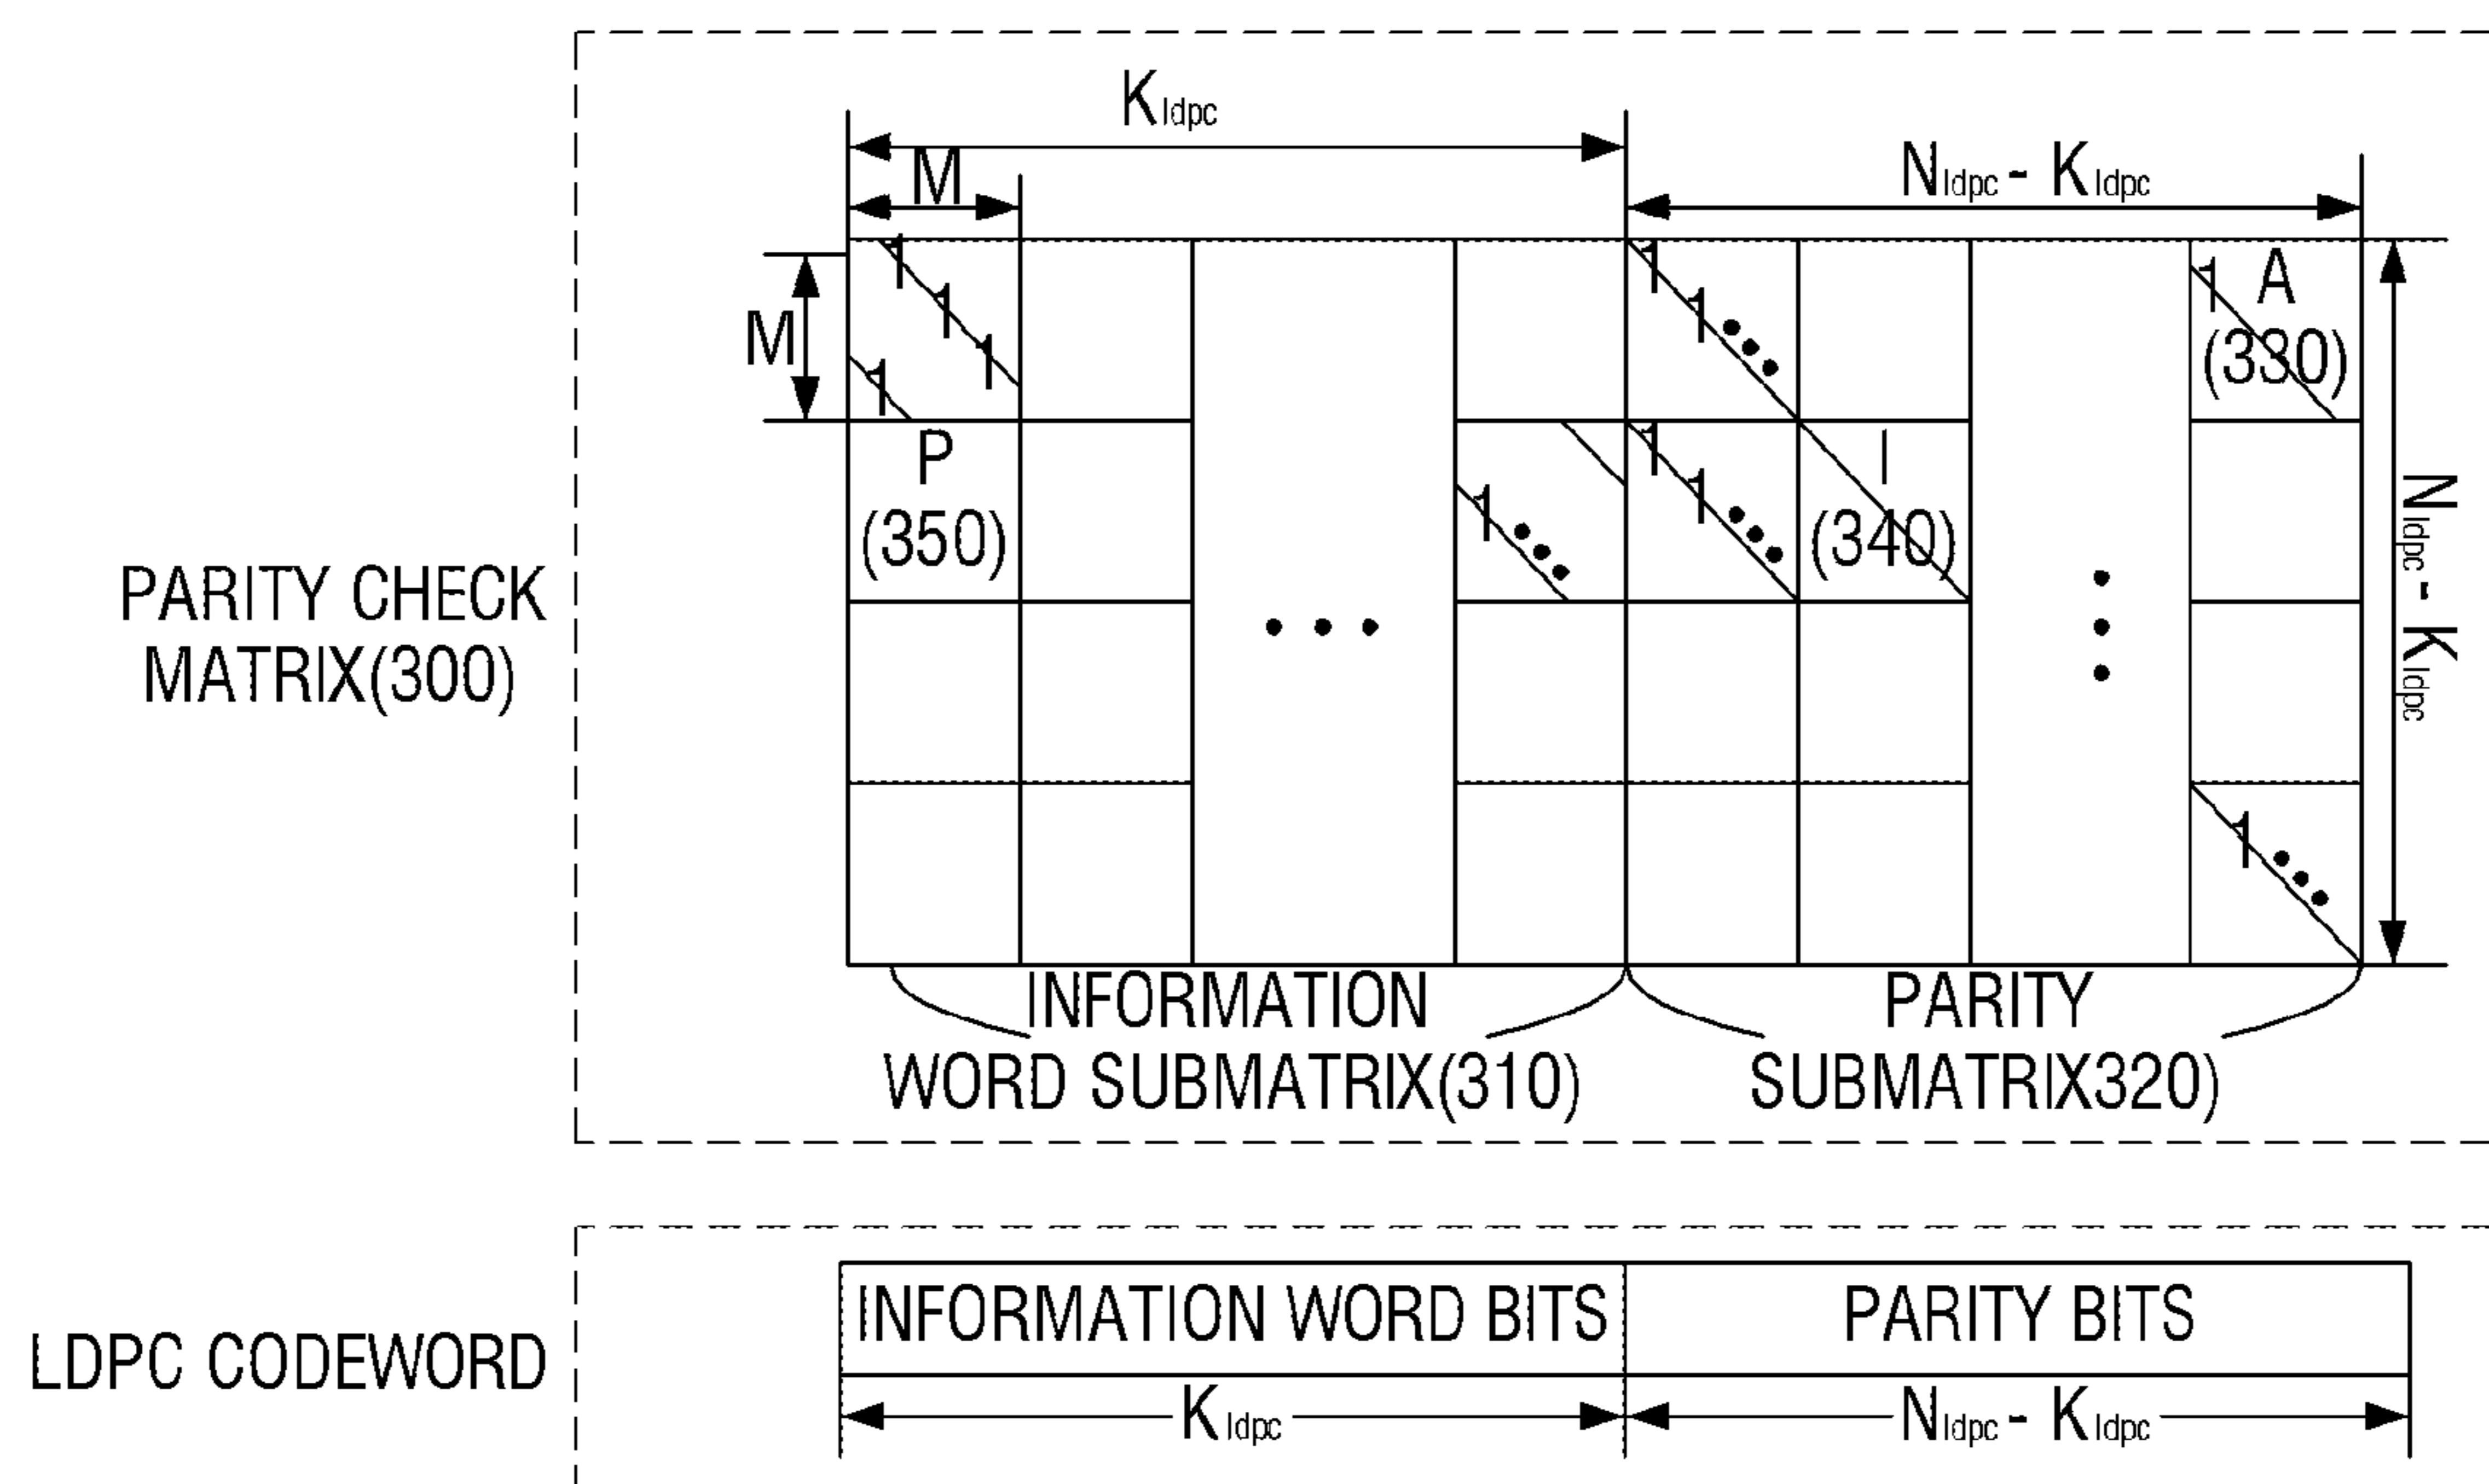 K ldpc
M
N ldpc - K ldpc
1
1
1
1
M
1
1
1
A
(330)
P
(350)
1
1
1
I
(340)
N ldpc - K ldpc
PARITY CHECK
MATRIX(300)
1
INFORMATION
WORD SUBMATRIX(310)
PARITY
SUBMATRIX320)
LDPC CODEWORD
INFORMATION WORD BITS
PARITY BITS
K ldpc
N ldpc - K ldpc